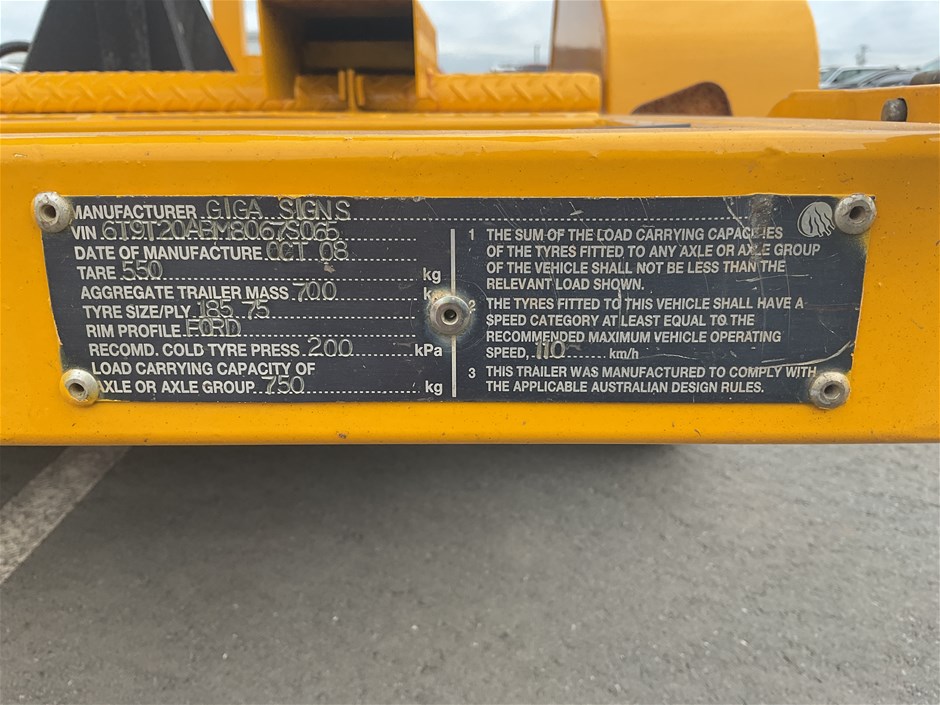 MANUFACTURER GIGA SIGNS
VIN 6T9T20ABM8067S065
DATE OF MANUFACTURE OCT 08
TARE 550 kg
AGGREGATE TRAILER MASS 700 kg
TYRE SIZE/PLY 185 75
RIM PROFILE FORD
RECOMD. COLD TYRE PRESS 200 kPa
LOAD CARRYING CAPACITY OF
AXLE OR AXLE GROUP 750 kg
1 THE SUM OF THE LOAD CARRYING CAPACITIES
OF THE TYRES FITTED TO ANY AXLE OR AXLE GROUP
OF THE VEHICLE SHALL NOT BE LESS THAN THE
RELEVANT LOAD SHOWN.
2 THE TYRES FITTED TO THIS VEHICLE SHALL HAVE A
SPEED CATEGORY AT LEAST EQUAL TO THE
RECOMMENDED MAXIMUM VEHICLE OPERATING
SPEED, 110 km/h
3 THIS TRAILER WAS MANUFACTURED TO COMPLY WITH
THE APPLICABLE AUSTRALIAN DESIGN RULES.